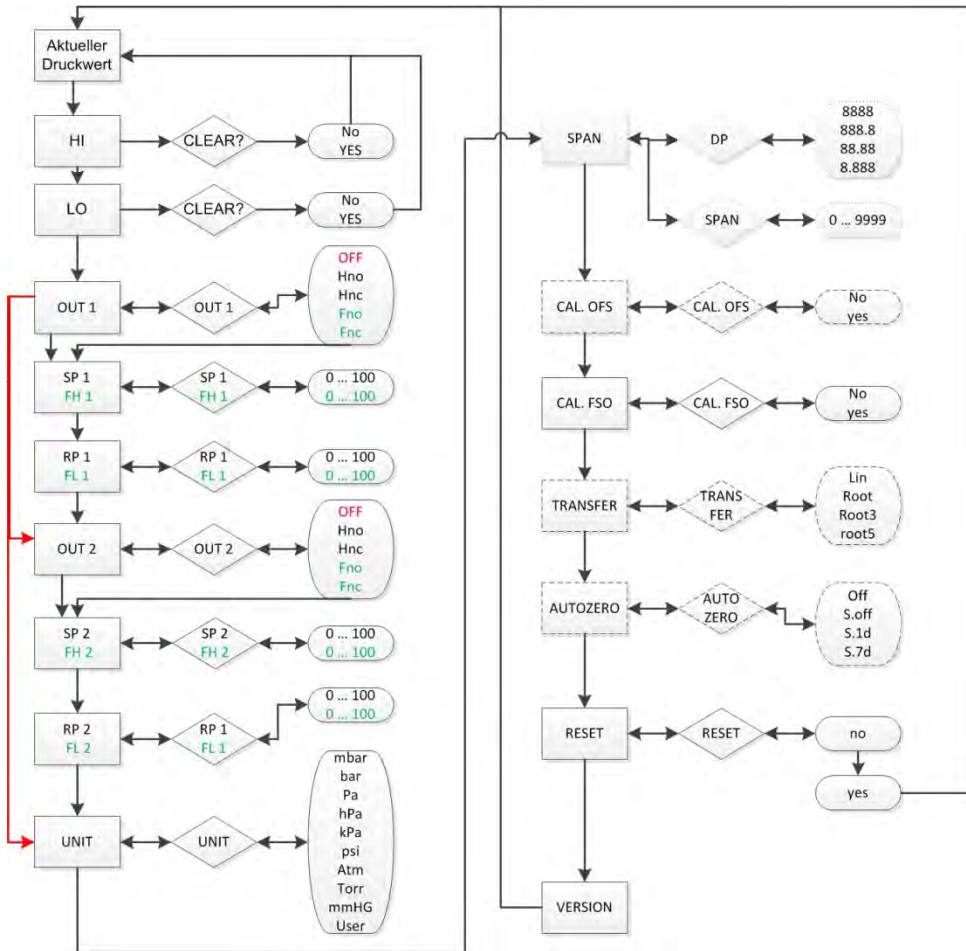 Aktueller
Druckwert
HI
CLEAR?
No
YES
LO
CLEAR?
No
YES
OUT 1
OUT 1
OFF
Hno
Hnc
Fno
Fnc
SP 1
FH 1
SP 1
FH 1
0 ... 100
0 ... 100
RP 1
FL 1
RP 1
FL 1
0 ... 100
0 ... 100
OUT 2
OUT 2
OFF
Hno
Hnc
Fno
Fnc
SP 2
FH 2
SP 2
FH 2
0 ... 100
0 ... 100
RP 2
FL 2
RP 1
FL 1
0 ... 100
0 ... 100
UNIT
UNIT
mbar
bar
Pa
hPa
kPa
psi
Atm
Torr
mmHG
User
SPAN
DP
8888
888.8
88.88
8.888
SPAN
0 ... 9999
CAL. OFS
CAL. OFS
No
yes
CAL. FSO
CAL. FSO
No
yes
TRANSFER
TRANS
FER
Lin
Root
Root3
root5
AUTOZERO
AUTO
ZERO
Off
S.off
S.1d
S.7d
RESET
RESET
no
yes
VERSION